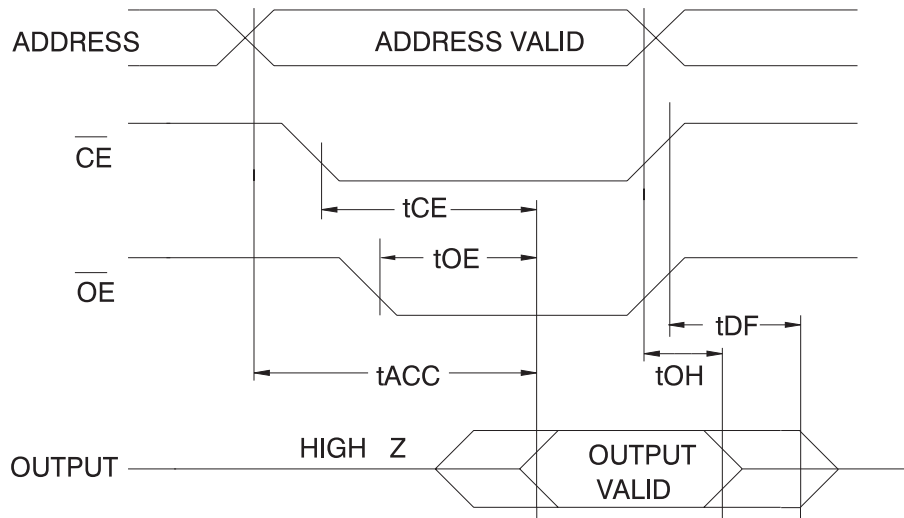 ADDRESS
ADDRESS VALID
CE
tCE
tOE
OE
tDF
tACC
tOH
HIGH Z
OUTPUT
OUTPUT
VALID